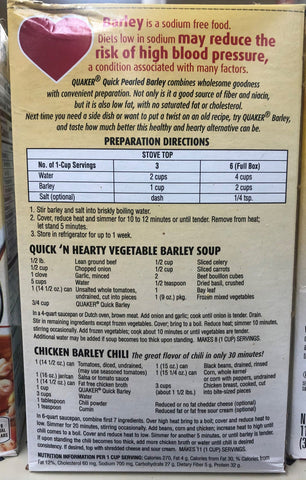 Barley is a sodium free food.
Diets low in sodium may reduce the
risk of high blood pressure,
a condition associated with many factors.
QUAKER® Quick Pearled Barley combines wholesome goodness
with convenient preparation. Not only is it a good source of fiber and niacin,
but it is also low fat, with no saturated fat or cholesterol.
Next time you need a side dish or want to put a twist on an old recipe, try QUAKER® Barley,
and taste how much better this healthy and hearty alternative can be.
PREPARATION DIRECTIONS
STOVE TOP
No. of 1-Cup Servings 3 6 (Full Box)
Water 2 cups 4 cups
Barley 1 cup 2 cups
Salt (optional) dash 1/4 tsp.
1. Stir barley and salt into briskly boiling water.
2. Cover, reduce heat and simmer for 10 to 12 minutes or until tender. Remove from heat;
let stand 5 minutes.
3. Store in refrigerator for up to 1 week.
QUICK 'N HEARTY VEGETABLE BARLEY SOUP
1/2 lb. Lean ground beef 1/2 cup Sliced celery
1/2 cup Chopped onion 1/2 cup Sliced carrots
1 clove Garlic, minced 2 Beef bouillon cubes
5 cups Water 1/2 teaspoon Dried basil, crushed
1 (14 1/2 oz.) can Unsalted whole tomatoes, 1 Bay leaf
undrained, cut into pieces 1 (9 oz.) pkg. Frozen mixed vegetables
3/4 cup QUAKER® Quick Barley
In a 4-quart saucepan or Dutch oven, brown meat. Add onion and garlic; cook until onion is tender. Drain.
Stir in remaining ingredients except frozen vegetables. Cover; bring to a boil. Reduce heat; simmer 10 minutes,
stirring occasionally. Add frozen vegetables; cook about 10 minutes or until vegetables are tender.
Additional water may be added if soup becomes too thick upon standing. MAKES 8 (1 CUP) SERVINGS.
CHICKEN BARLEY CHILI The great flavor of chili in only 30 minutes!
1 (14 1/2 oz.) can Tomatoes, diced, undrained, 1 (15 oz.) can Black beans, drained, rinsed
(may use seasoned tomatoes) 1 (15 oz.) can Corn, whole kernel
1 (16 oz.) jar/can Salsa or tomato sauce or corn with peppers, undrained
1 (14 1/2 oz.) can Fat free chicken broth 3 cups Chicken breast, cooked, cut
1 cup QUAKER® Quick Barley (about 1 1/2 lbs.) into bite-sized pieces
3 cups Water
1 tablespoon Chili powder Reduced or no fat cheddar cheese (optional)
1 teaspoon Cumin Reduced fat or fat free sour cream (optional)
In a 6-quart saucepan, combine first 7 ingredients. Over high heat bring to a boil; cover and reduce heat to
low. Simmer for 20 minutes, stirring occasionally. Add beans, corn and chicken; increase heat to high until
chili comes to a boil. Cover and reduce heat to low. Simmer for another 5 minutes, or until barley is tender.
If upon standing the chili becomes too thick, add more chicken broth or water until chili is desired
consistency. If desired, top with shredded cheese and sour cream. MAKES 11 (1 CUP) SERVINGS.
NUTRITION INFORMATION PER 1 CUP SERVING: Calories 270, Fat 4 g, Calories from Fat 30, % Calories from
Fat 12%, Cholesterol 60 mg, Sodium 700 mg, Carbohydrate 27 g, Dietary Fiber 5 g, Protein 32 g.